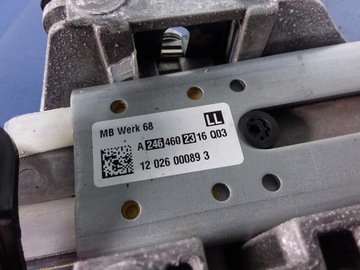 MB Werk 68
LL
A 246 460 23 16 Q03
12 026 00089 3